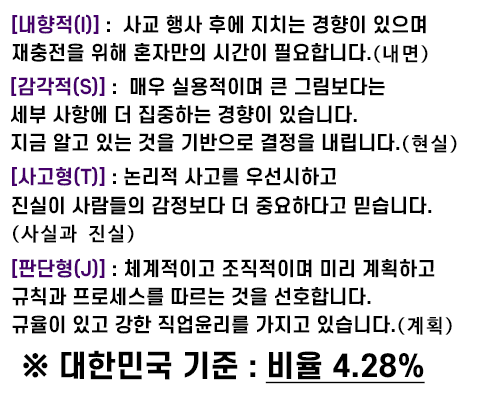 [내향적(I)] : 사교 행사 후에 지치는 경향이 있으며
재충전을 위해 혼자만의 시간이 필요합니다.(내면)
[감각적(S)] : 매우 실용적이며 큰 그림보다는
세부 사항에 더 집중하는 경향이 있습니다.
지금 알고 있는 것을 기반으로 결정을 내립니다.(현실)
[사고형(T)] : 논리적 사고를 우선시하고
진실이 사람들의 감정보다 더 중요하다고 믿습니다.
(사실과 진실)
[판단형(J)] : 체계적이고 조직적이며 미리 계획하고
규칙과 프로세스를 따르는 것을 선호합니다.
규율이 있고 강한 직업윤리를 가지고 있습니다.(계획)
※ 대한민국 기준 : 비율 4.28%